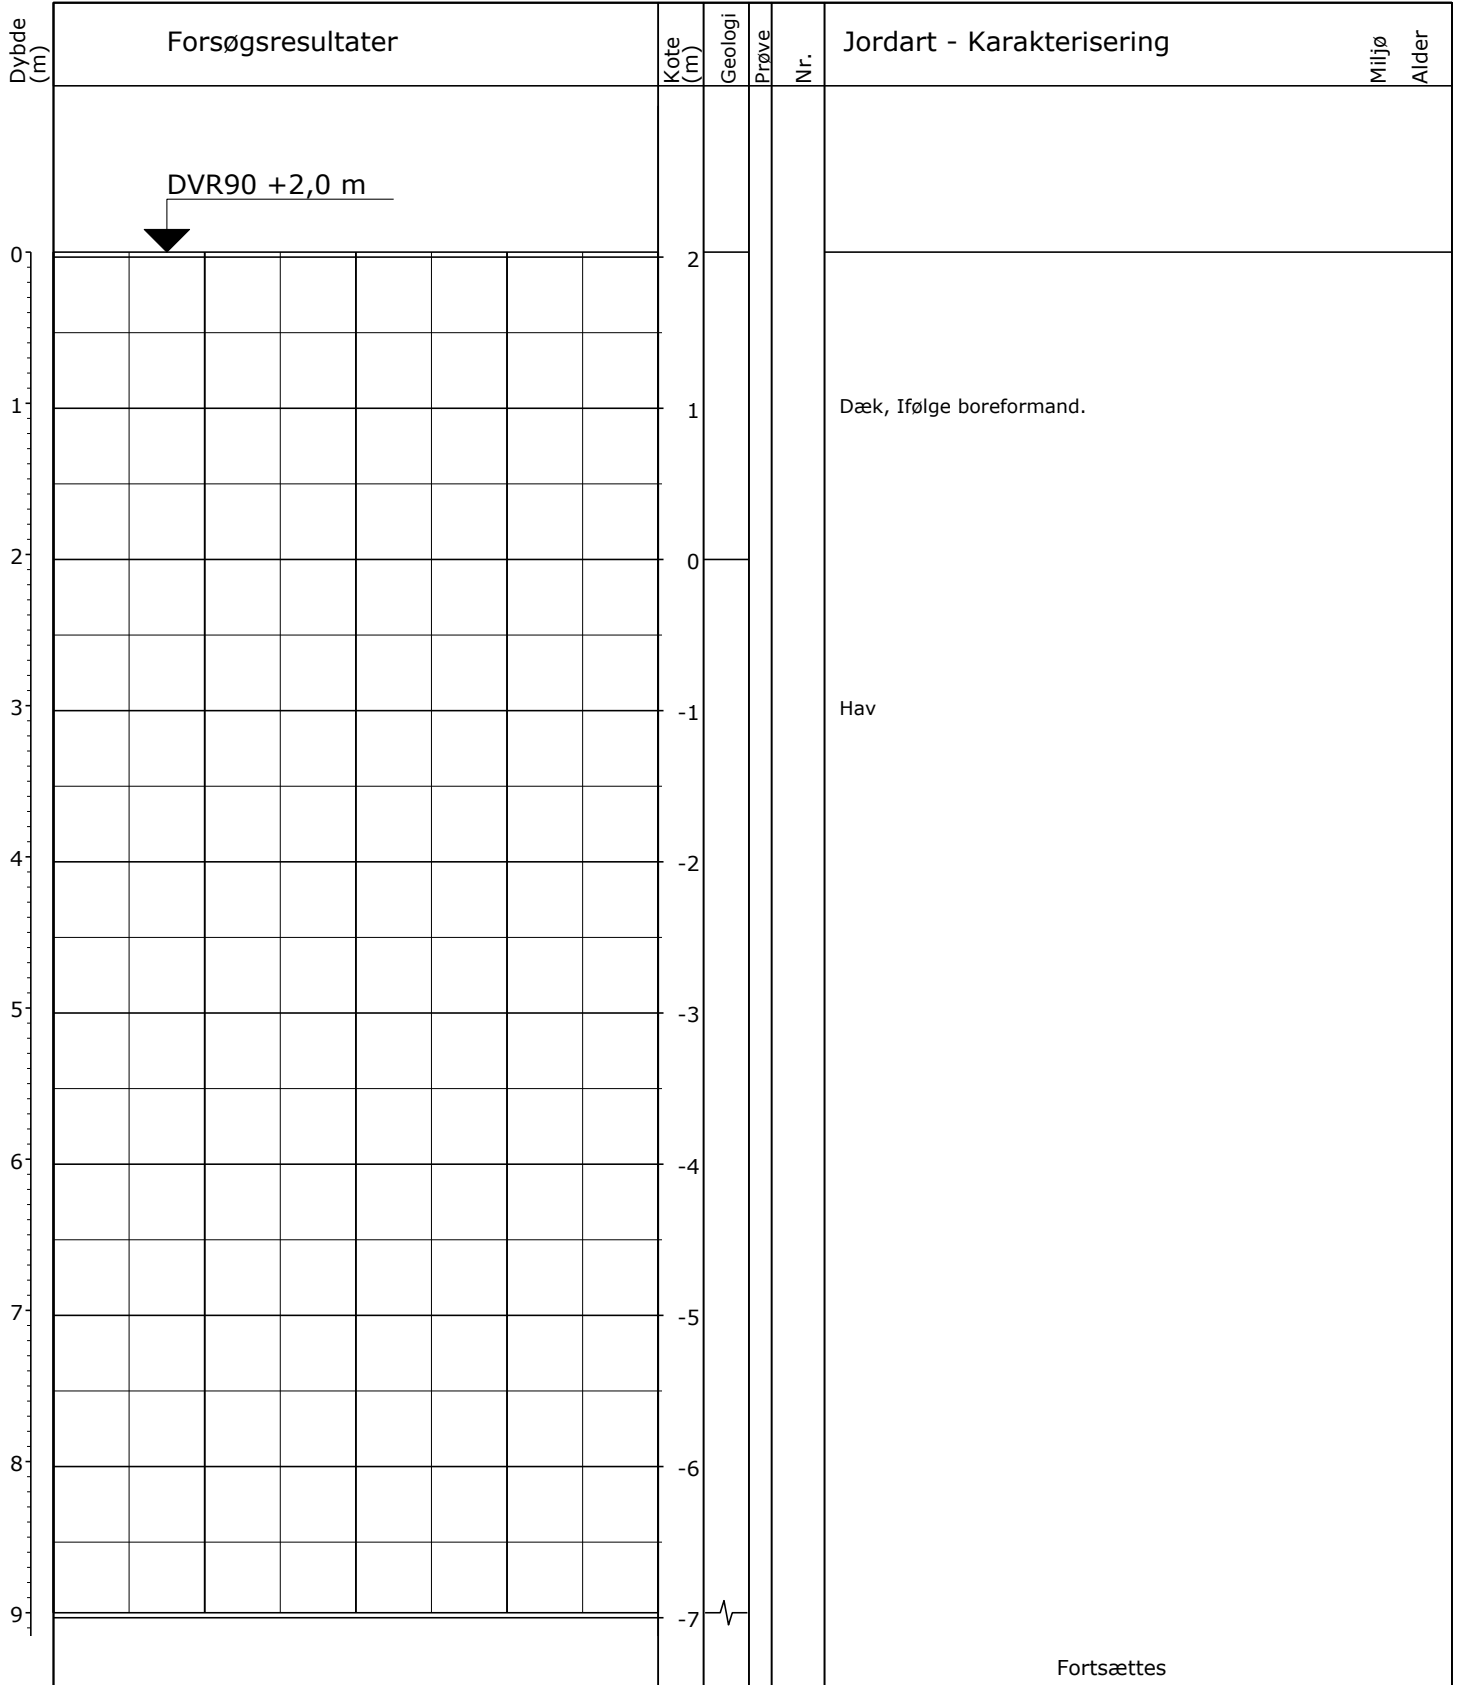 Dybde
(m)
Forsøgsresultater
Kote
(m)
Geologi
Prøve
Nr.
Jordart - Karakterisering
Miljø
Alder
DVR90 +2,0 m
0
2
1
1
Dæk, Ifølge boreformand.
2
0
3
-1
Hav
4
-2
5
-3
6
-4
7
-5
8
-6
9
-7
Fortsættes